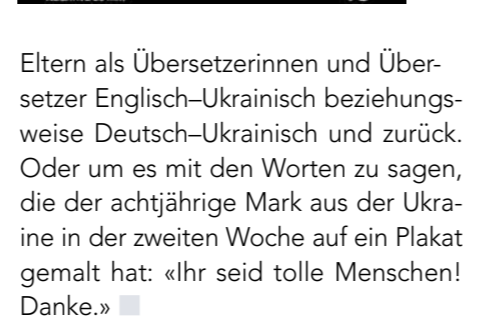 Eltern als Übersetzerinnen und Über-
setzer Englisch–Ukrainisch beziehungs-
weise Deutsch–Ukrainisch und zurück.
Oder um es mit den Worten zu sagen,
die der achtjährige Mark aus der Ukra-
ine in der zweiten Woche auf ein Plakat
gemalt hat: «Ihr seid tolle Menschen!
Danke.»